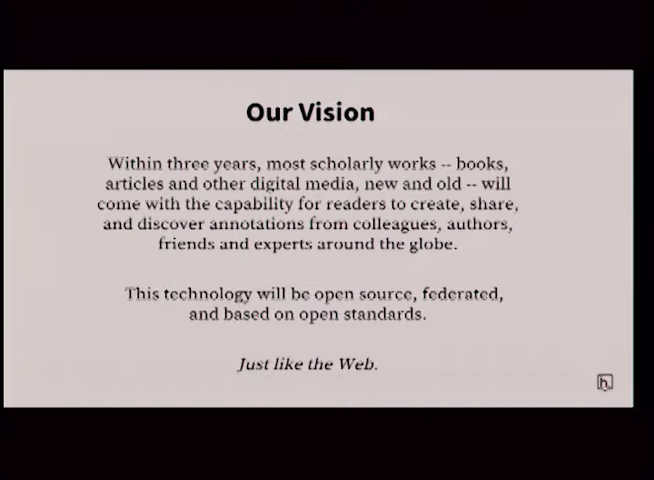 Our Vision
Within three years, most scholarly works -- books,
articles and other digital media, new and old -- will
come with the capability for readers to create, share,
and discover annotations from colleagues, authors,
friends and experts around the globe.
This technology will be open source, federated,
and based on open standards.
Just like the Web.
h.